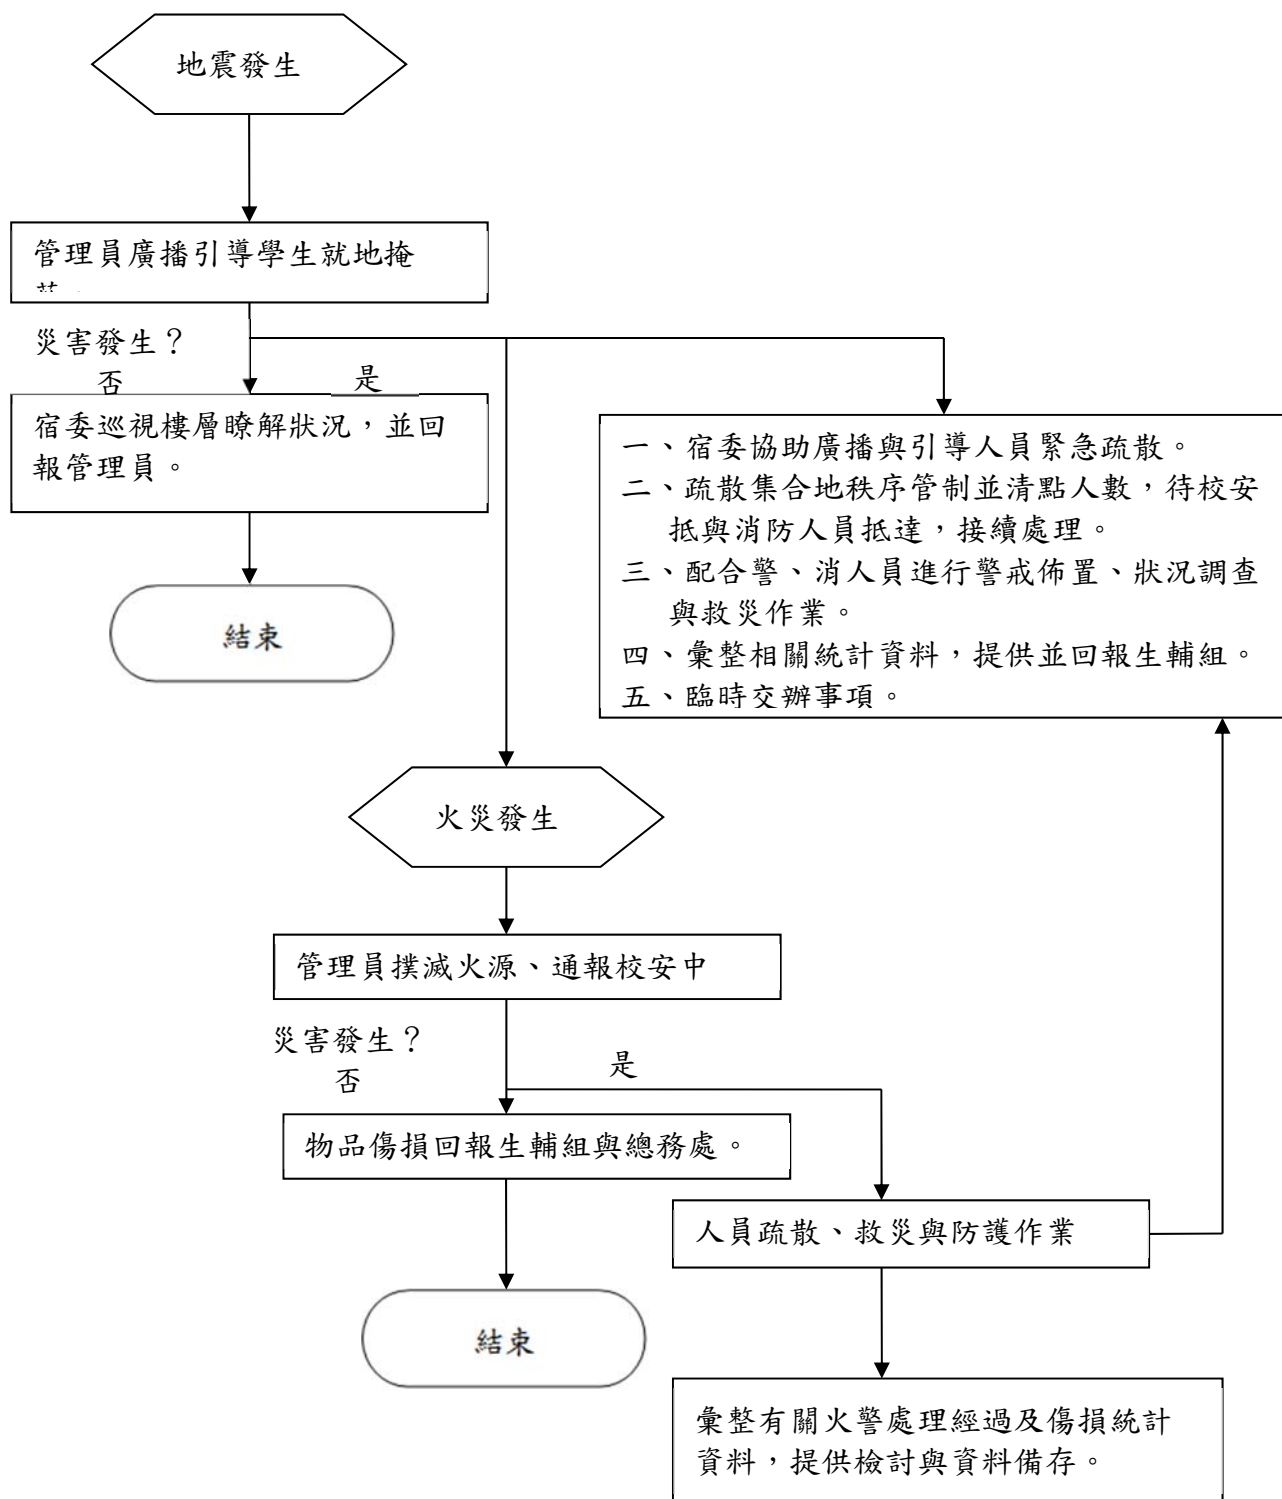 地震發生
管理員廣播引導學生就地掩
災害發生？
否
是
宿委巡視樓層瞭解狀況，並回
報管理員。
結束
一、宿委協助廣播與引導人員緊急疏散。
二、疏散集合地秩序管制並清點人數，待校安
抵與消防人員抵達，接續處理。
三、配合警、消人員進行警戒佈置、狀況調查
與救災作業。
四、彙整相關統計資料，提供並回報生輔組。
五、臨時交辦事項。
火災發生
管理員撲滅火源、通報校安中
災害發生？
否
是
物品傷損回報生輔組與總務處。
人員疏散、救災與防護作業
結束
彙整有關火警處理經過及傷損統計
資料，提供檢討與資料備存。